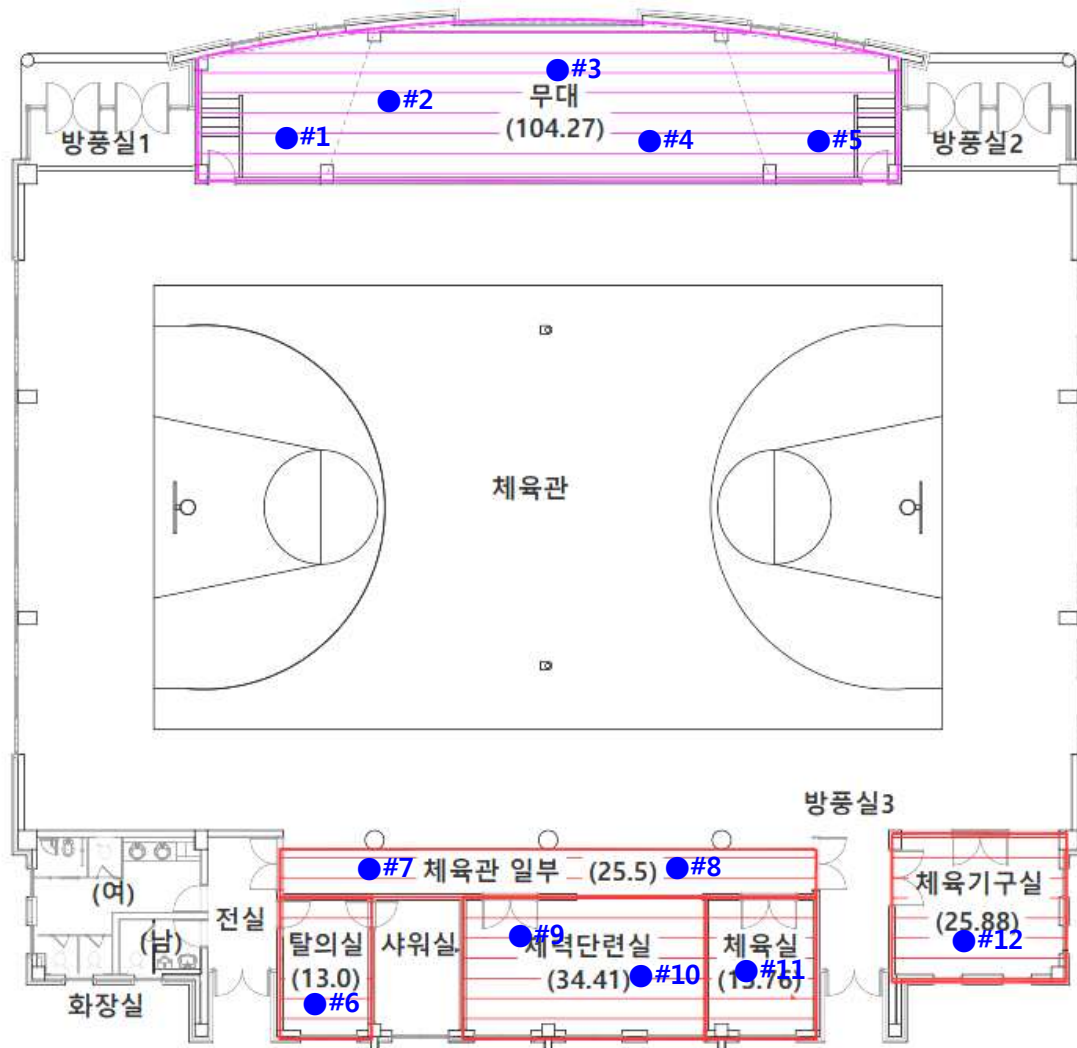 #3
#2
무대
(104.27)
#1
#4
#5
방풍실1
방풍실2
체육관
방풍실3
#7
체육관 일부 (25.5)
#8
(여)
전실
(남)
화장실
탈의실
(13.0)
#6
샤워실
#9
체력단련실
(34.41)
#10
체육실
#11
체육기구실
(25.88)
#12